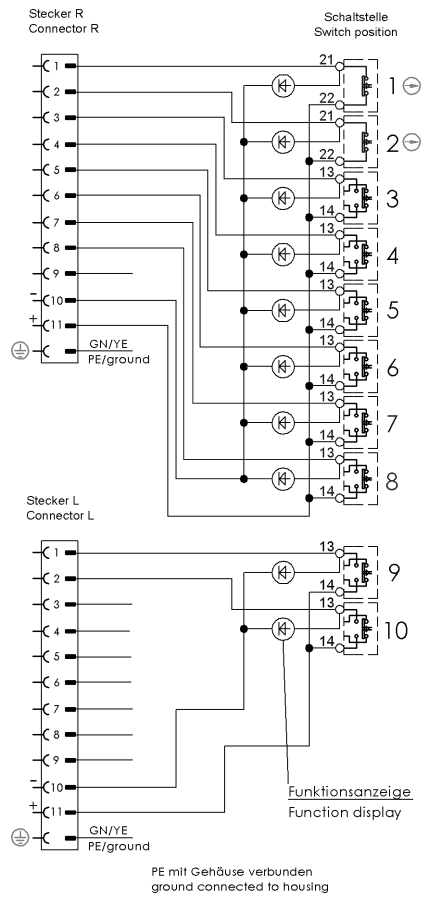 Stecker R
Connector R
Schaltstelle
Switch position
1 21
22 1
2 21
22 2
3 13
14 3
4 13
14 4
5 13
14 5
6 13
14 6
7 13
14 7
8 13
14 8
9
− 10
+ 11
GN/YE
PE/ground
Stecker L
Connector L
1 13
14 9
2 13
14 10
3
4
5
6
7
8
9
− 10
+ 11
Funktionsanzeige
Function display
GN/YE
PE/ground
PE mit Gehäuse verbunden
ground connected to housing